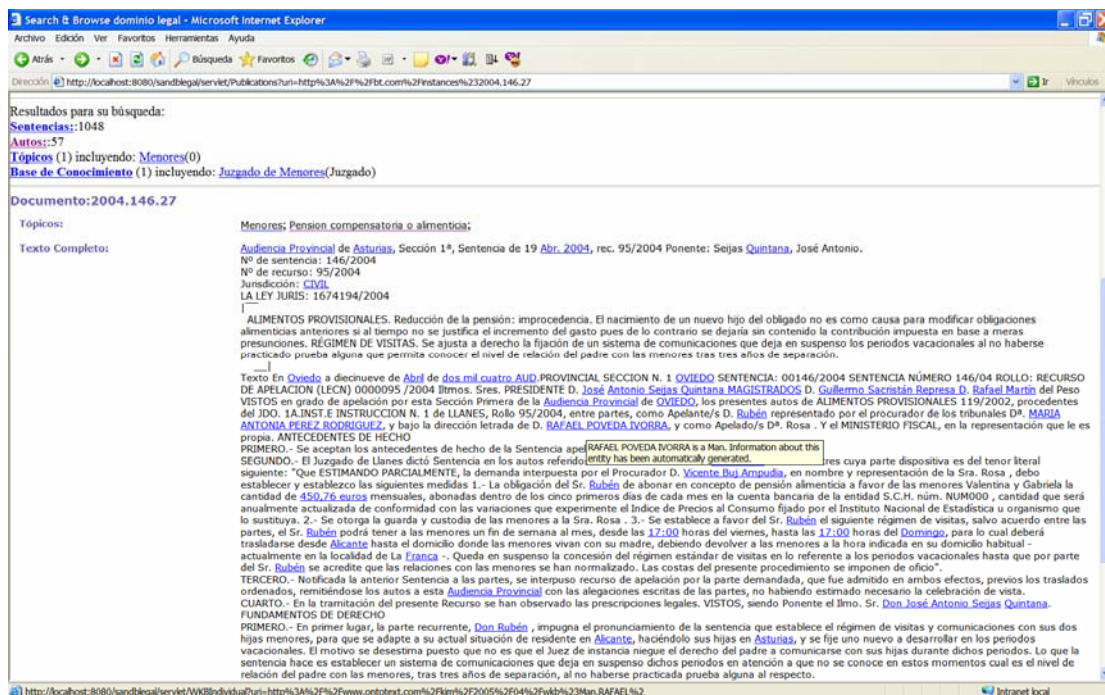 Search & Browse dominio legal - Microsoft Internet Explorer
Archivo Edición Ver Favoritos Herramientas Ayuda
Atrás Búsqueda Favoritos
Dirección http://localhost:8080/sandblegal/servlet/Publications?uri=http%3A%2F%2Fbt.com%2Finstances%232004.146.27 Ir Vínculos
Resultados para su búsqueda:
Sentencias::1048
Autos::57
Tópicos (1) incluyendo: Menores(0)
Base de Conocimiento (1) incluyendo: Juzgado de Menores(Juzgado)
Documento:2004.146.27
Tópicos: Menores; Pension compensatoria o alimenticia;
Texto Completo: Audiencia Provincial de Asturias, Sección 1ª, Sentencia de 19 Abr. 2004, rec. 95/2004 Ponente: Seijas Quintana, José Antonio.
Nº de sentencia: 146/2004
Nº de recurso: 95/2004
Jurisdicción: CIVIL
LA LEY JURIS: 1674194/2004
ALIMENTOS PROVISIONALES. Reducción de la pensión: improcedencia. El nacimiento de un nuevo hijo del obligado no es como causa para modificar obligaciones
alimenticias anteriores si al tiempo no se justifica el incremento del gasto pues de lo contrario se dejaría sin contenido la contribución impuesta en base a meras
presunciones. RÉGIMEN DE VISITAS. Se ajusta a derecho la fijación de un sistema de comunicaciones que deja en suspenso los periodos vacacionales al no haberse
practicado prueba alguna que permita conocer el nivel de relación del padre con las menores tras tres años de separación.
Texto En Oviedo a diecinueve de Abril de dos mil cuatro AUD.PROVINCIAL SECCION N. 1 OVIEDO SENTENCIA: 00146/2004 SENTENCIA NÚMERO 146/04 ROLLO: RECURSO
DE APELACION (LECN) 0000095 /2004 Iltmos. Sres. PRESIDENTE D. José Antonio Seijas Quintana MAGISTRADOS D. Guillermo Sacristán Represa D. Rafael Martín del Peso
VISTOS en grado de apelación por esta Sección Primera de la Audiencia Provincial de OVIEDO, los presentes autos de ALIMENTOS PROVISIONALES 119/2002, procedentes
del JDO. 1A.INST.E INSTRUCCION N. 1 de LLANES, Rollo 95/2004, entre partes, como Apelante/s D. Rubén representado por el procurador de los tribunales Dª. MARIA
ANTONIA PEREZ RODRIGUEZ, y bajo la dirección letrada de D. RAFAEL POVEDA IVORRA, y como Apelado/s Dª. Rosa . Y el MINISTERIO FISCAL, en la representación que le es
propia. ANTECEDENTES DE HECHO
PRIMERO.- Se aceptan los antecedentes de hecho de la Sentencia apel
RAFAEL POVEDA IVORRA is a Man. Information about this
entity has been automatically generated.
SEGUNDO.- El Juzgado de Llanes dictó Sentencia en los autos referido tres cuya parte dispositiva es del tenor literal
siguiente: "Que ESTIMANDO PARCIALMENTE, la demanda interpuesta por el Procurador D. Vicente Buj Ampudia, en nombre y representación de la Sra. Rosa , debo
establecer y establezco las siguientes medidas 1.- La obligación del Sr. Rubén de abonar en concepto de pensión alimenticia a favor de las menores Valentina y Gabriela la
cantidad de 450,76 euros mensuales, abonadas dentro de los cinco primeros días de cada mes en la cuenta bancaria de la entidad S.C.H. núm. NUM000 , cantidad que será
anualmente actualizada de conformidad con las variaciones que experimente el Indice de Precios al Consumo fijado por el Instituto Nacional de Estadística u organismo que
lo sustituya. 2.- Se otorga la guarda y custodia de las menores a la Sra. Rosa . 3.- Se establece a favor del Sr. Rubén el siguiente régimen de visitas, salvo acuerdo entre las
partes, el Sr. Rubén podrá tener a las menores un fin de semana al mes, desde las 17:00 horas del viernes, hasta las 17:00 horas del Domingo, para lo cual deberá
trasladarse desde Alicante hasta el domicilio donde las menores vivan con su madre, debiendo devolver a las menores a la hora indicada en su domicilio habitual -
actualmente en la localidad de La Franca -. Queda en suspenso la concesión del régimen estándar de visitas en lo referente a los periodos vacacionales hasta que por parte
del Sr. Rubén se acredite que las relaciones con las menores se han normalizado. Las costas del presente procedimiento se imponen de oficio".
TERCERO.- Notificada la anterior Sentencia a las partes, se interpuso recurso de apelación por la parte demandada, que fue admitido en ambos efectos, previos los traslados
ordenados, remitiéndose los autos a esta Audiencia Provincial con las alegaciones escritas de las partes, no habiendo estimado necesario la celebración de vista.
CUARTO.- En la tramitación del presente Recurso se han observado las prescripciones legales. VISTOS, siendo Ponente el Ilmo. Sr. Don José Antonio Seijas Quintana.
FUNDAMENTOS DE DERECHO
PRIMERO.- En primer lugar, la parte recurrente, Don Rubén , impugna el pronunciamiento de la sentencia que establece el régimen de visitas y comunicaciones con sus dos
hijas menores, para que se adapte a su actual situación de residente en Alicante, haciéndolo sus hijas en Asturias, y se fije uno nuevo a desarrollar en los periodos
vacacionales. El motivo se desestima puesto que no es que el Juez de instancia niegue el derecho del padre a comunicarse con sus hijas durante dichos periodos. Lo que la
sentencia hace es establecer un sistema de comunicaciones que deja en suspenso dichos periodos en atención a que no se conoce en estos momentos cual es el nivel de
relación del padre con las menores, tras tres años de separación, al no haberse practicado prueba alguna al respecto.
http://localhost:8080/sandblegal/servlet/WKBIndividual?uri=http%3A%2F%2Fwww.ontotext.com%2Fkim%2F2005%2F04%2Fwkb%23Man.RAFAEL%2 Intranet local